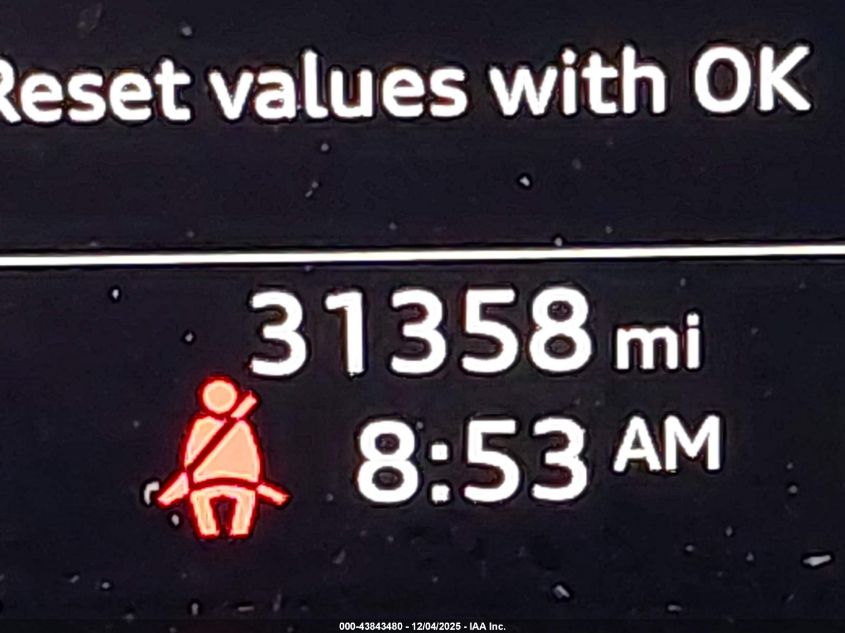 Reset values with OK
31358 mi
8:53 AM
000-43843480 - 12/04/2025 - IAA Inc.